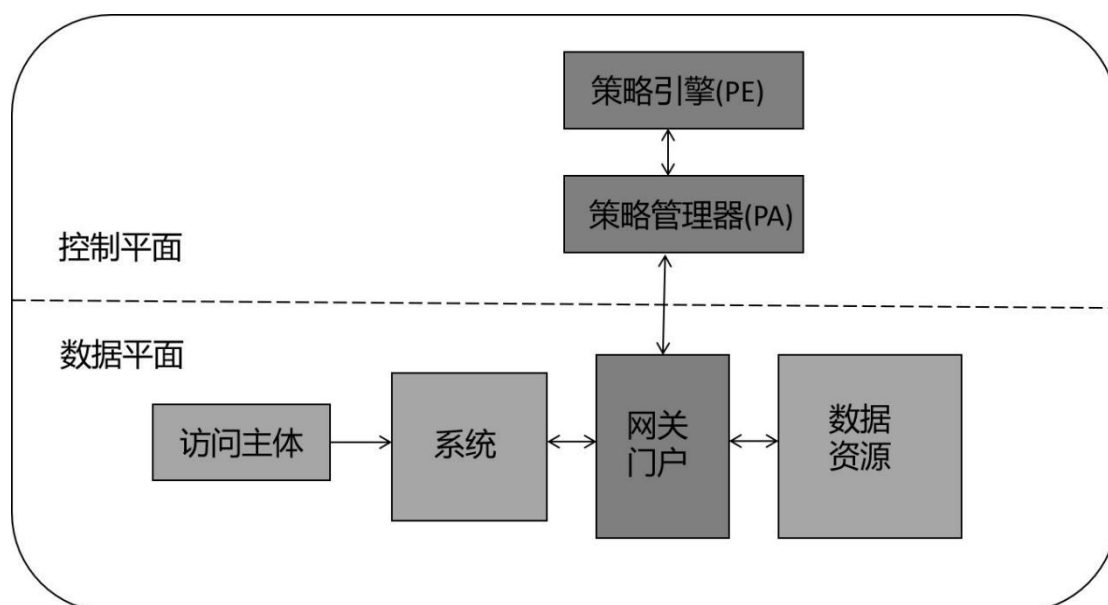 策略引擎(PE)
策略管理器(PA)
控制平面
数据平面
访问主体
系统
网关
门户
数据
资源